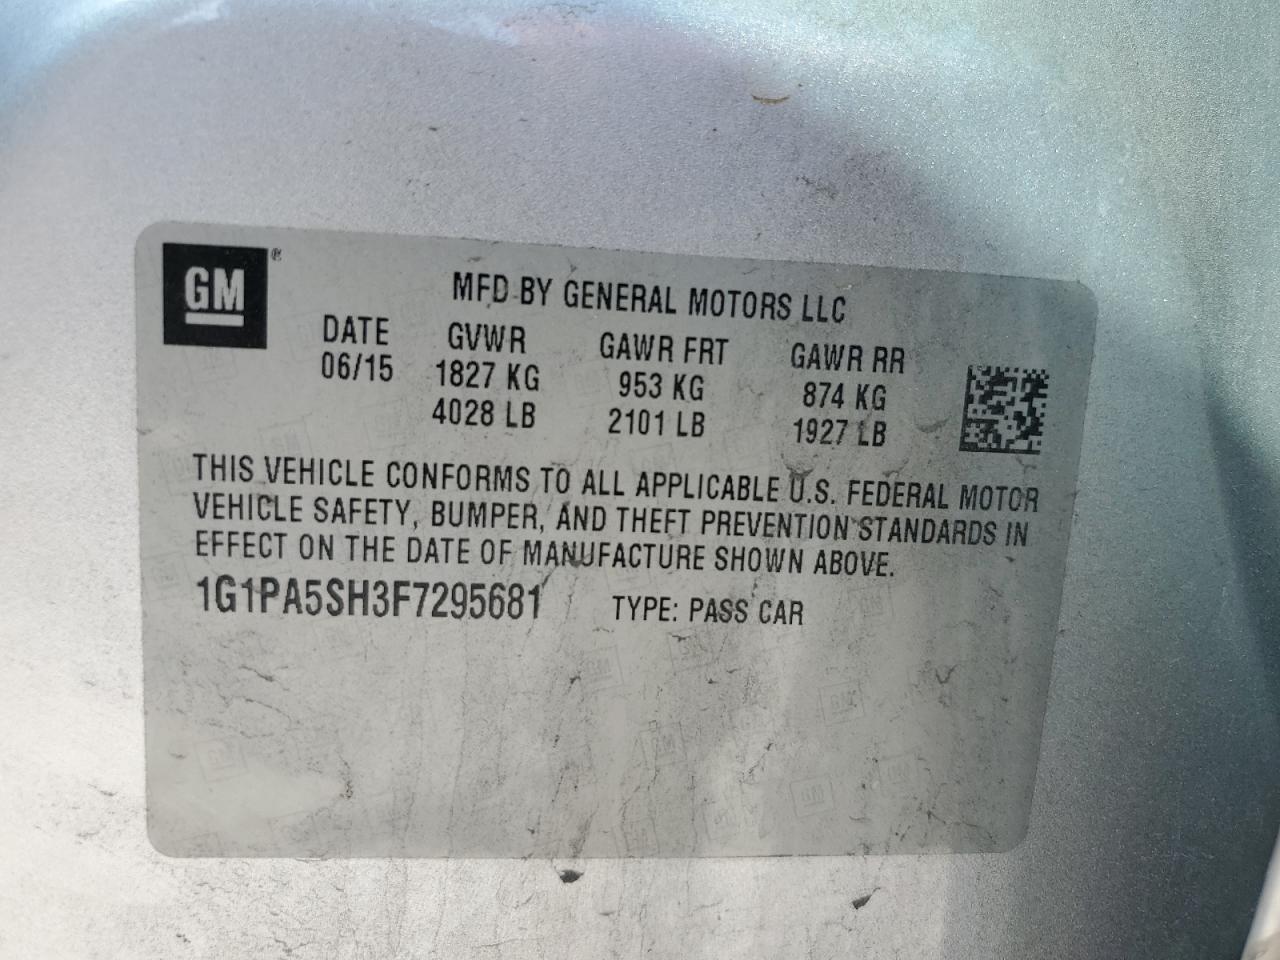 GM®
MFD BY GENERAL MOTORS LLC
DATE GVWR GAWR FRT GAWR RR
06/15 1827 KG 953 KG 874 KG
4028 LB 2101 LB 1927 LB
THIS VEHICLE CONFORMS TO ALL APPLICABLE U.S. FEDERAL MOTOR
VEHICLE SAFETY, BUMPER, AND THEFT PREVENTION STANDARDS IN
EFFECT ON THE DATE OF MANUFACTURE SHOWN ABOVE.
1G1PA5SH3F7295681 TYPE: PASS CAR